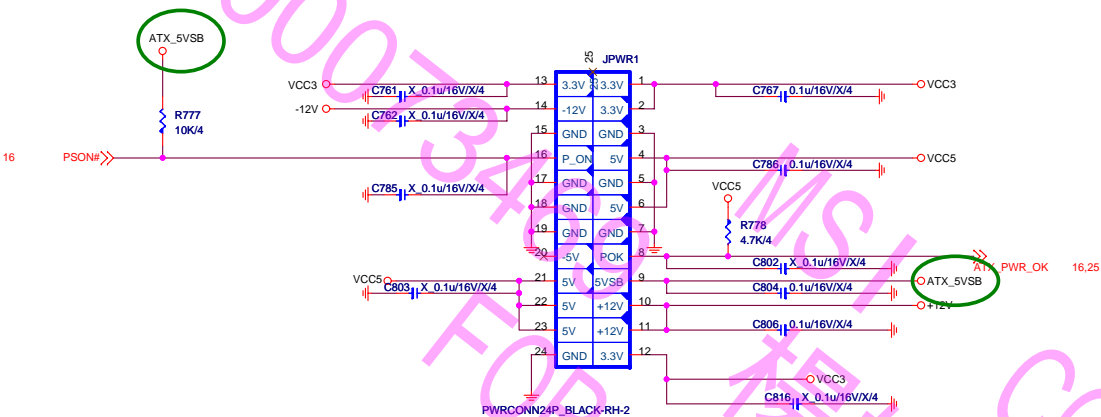 ATX_5VSB
R777
10K/4
16 PSON#
VCC3
-12V
C761 X_0.1u/16V/X/4
C762 X_0.1u/16V/X/4
C785 X_0.1u/16V/X/4
VCC5
C803 X_0.1u/16V/X/4
25
JPWR1
13 3.3V 3.3V 1
14 -12V 3.3V 2
15 GND GND 3
16 P_ON 5V 4
17 GND GND 5
18 GND 5V 6
19 GND GND 7
20 -5V POK 8
21 5V 5VSB 9
22 5V +12V 10
23 5V +12V 11
24 GND 3.3V 12
PWRCONN24P_BLACK-RH-2
C767 0.1u/16V/X/4
VCC3
C786 0.1u/16V/X/4
VCC5
VCC5
R778
4.7K/4
C802 X_0.1u/16V/X/4
ATX_PWR_OK 16,25
C804 0.1u/16V/X/4
ATX_5VSB
+12V
C806 0.1u/16V/X/4
VCC3
C816 X_0.1u/16V/X/4
MSI